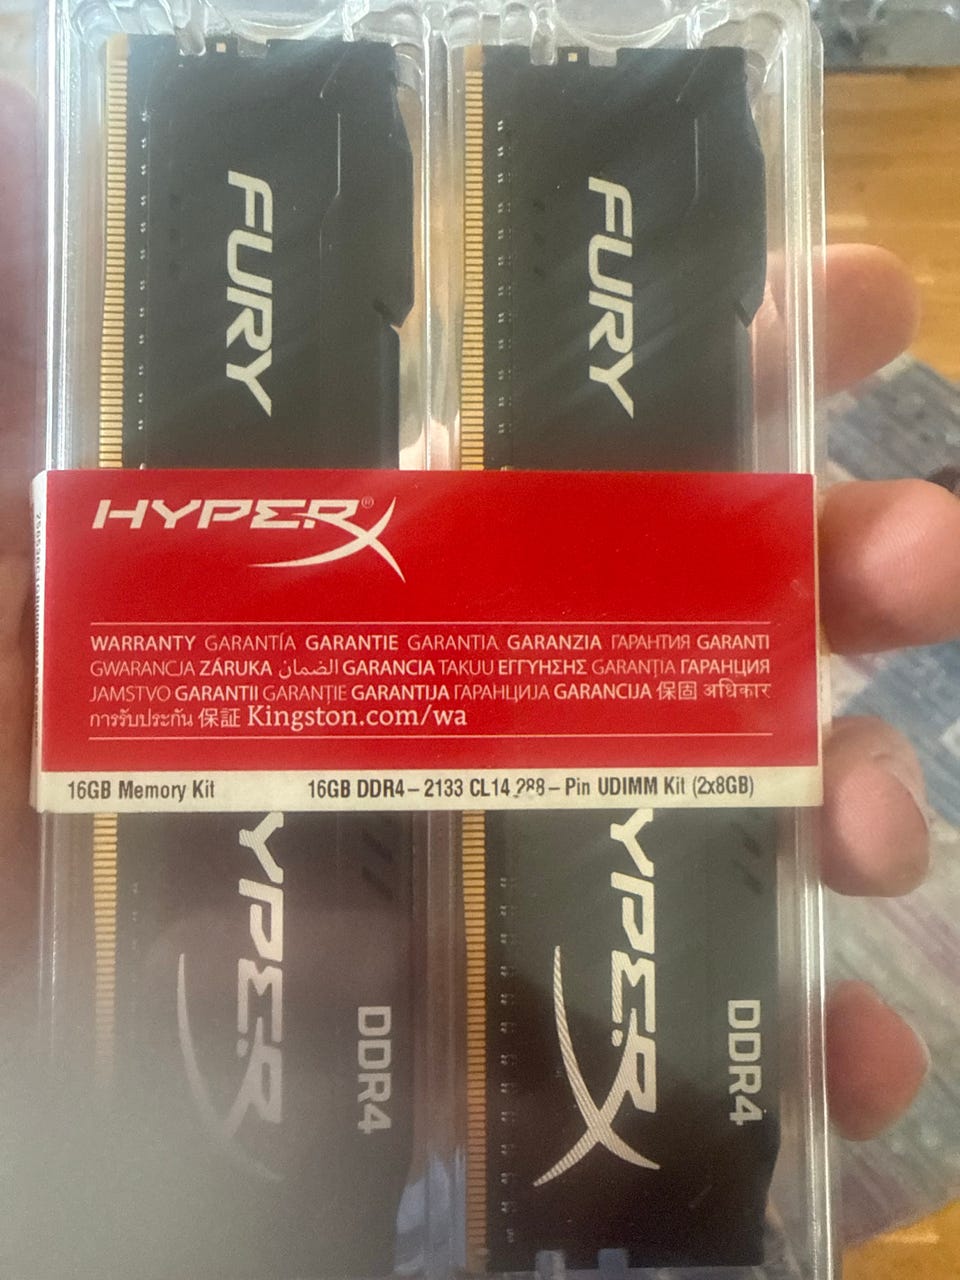 FURY
FURY
HYPERX®
WARRANTY GARANTÍA GARANTIE GARANTIA GARANZIA ГАРАНТИЯ GARANTI
GWARANCJA ZÁRUKA الضمان GARANCIA TAKUU ΕΓΓΥΗΣΗΣ GARANȚIA ГАРАНЦИЯ
JAMSTVO GARANTII GARANȚIE GARANTIJA ГАРАНЦИЈА GARANCIJA 保固 अधिकार
การรับประกัน 保証 Kingston.com/wa
16GB Memory Kit 16GB DDR4 – 2133 CL14 288 – Pin UDIMM Kit (2x8GB)
HYPERX
DDR4
HYPERX
DDR4